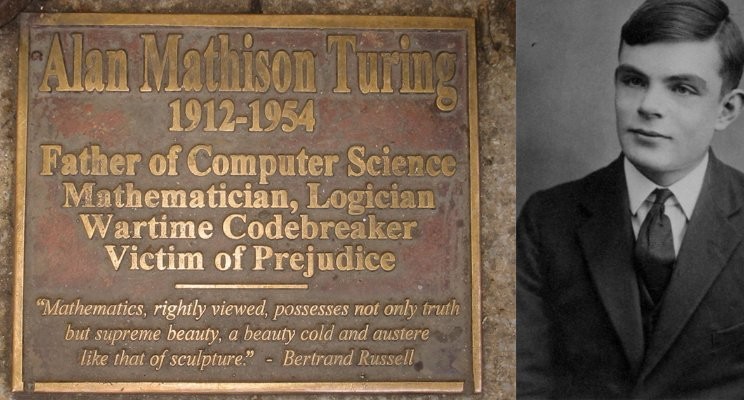 Alan Mathison Turing
1912-1954
Father of Computer Science
Mathematician, Logician
Wartime Codebreaker
Victim of Prejudice
“Mathematics, rightly viewed, possesses not only truth
but supreme beauty, a beauty cold and austere
like that of sculpture.” - Bertrand Russell